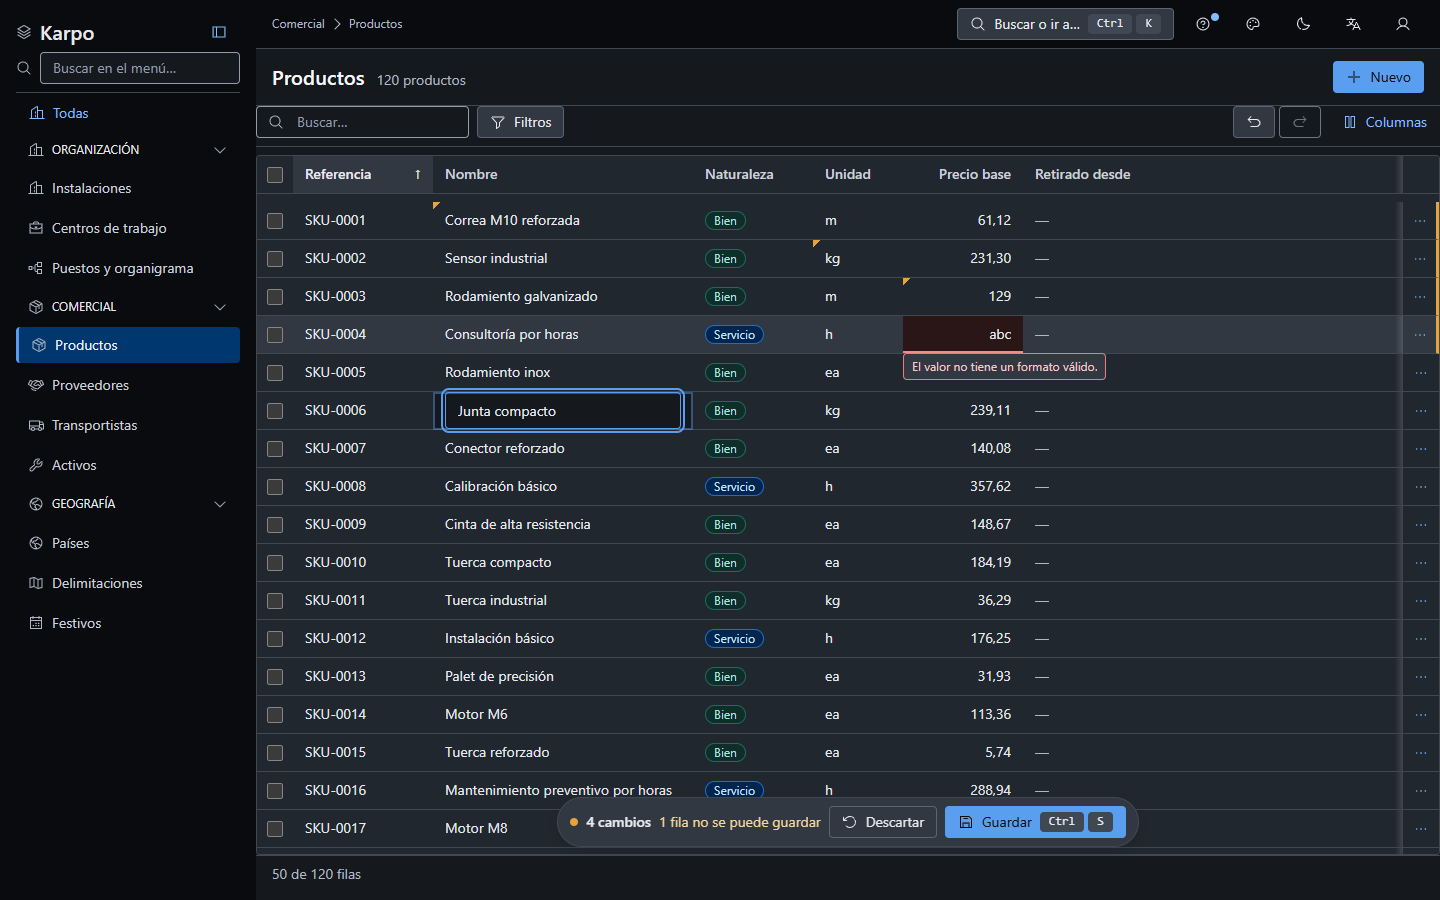 Karpo
Buscar en el menú...
Todas
ORGANIZACIÓN
Instalaciones
Centros de trabajo
Puestos y organigrama
COMERCIAL
Productos
Proveedores
Transportistas
Activos
GEOGRAFÍA
Países
Delimitaciones
Festivos
Comercial > Productos
Buscar o ir a... Ctrl K
Productos 120 productos
Nuevo
Buscar...
Filtros
Columnas
Referencia ↑ Nombre Naturaleza Unidad Precio base Retirado desde
SKU-0001 Correa M10 reforzada Bien m 61,12 — ...
SKU-0002 Sensor industrial Bien kg 231,30 — ...
SKU-0003 Rodamiento galvanizado Bien m 129 — ...
SKU-0004 Consultoría por horas Servicio h abc — ...
El valor no tiene un formato válido.
SKU-0005 Rodamiento inox Bien ea ...
SKU-0006 Junta compacto Bien kg 239,11 — ...
SKU-0007 Conector reforzado Bien ea 140,08 — ...
SKU-0008 Calibración básico Servicio h 357,62 — ...
SKU-0009 Cinta de alta resistencia Bien ea 148,67 — ...
SKU-0010 Tuerca compacto Bien ea 184,19 — ...
SKU-0011 Tuerca industrial Bien kg 36,29 — ...
SKU-0012 Instalación básico Servicio h 176,25 — ...
SKU-0013 Palet de precisión Bien ea 31,93 — ...
SKU-0014 Motor M6 Bien ea 113,36 — ...
SKU-0015 Tuerca reforzado Bien ea 5,74 — ...
SKU-0016 Mantenimiento preventivo por horas Servicio h 288,94 — ...
SKU-0017 Motor M8 ...
4 cambios 1 fila no se puede guardar Descartar Guardar Ctrl S
50 de 120 filas